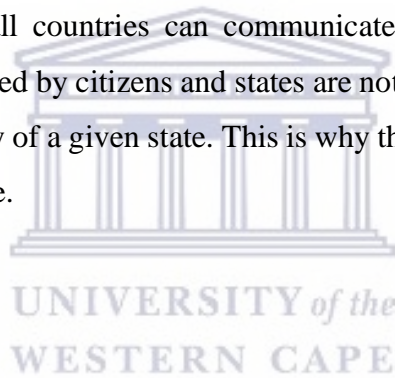 all countries can communicate
ed by citizens and states are not
y of a given state. This is why th
e.
UNIVERSITY of the
WESTERN CAPE